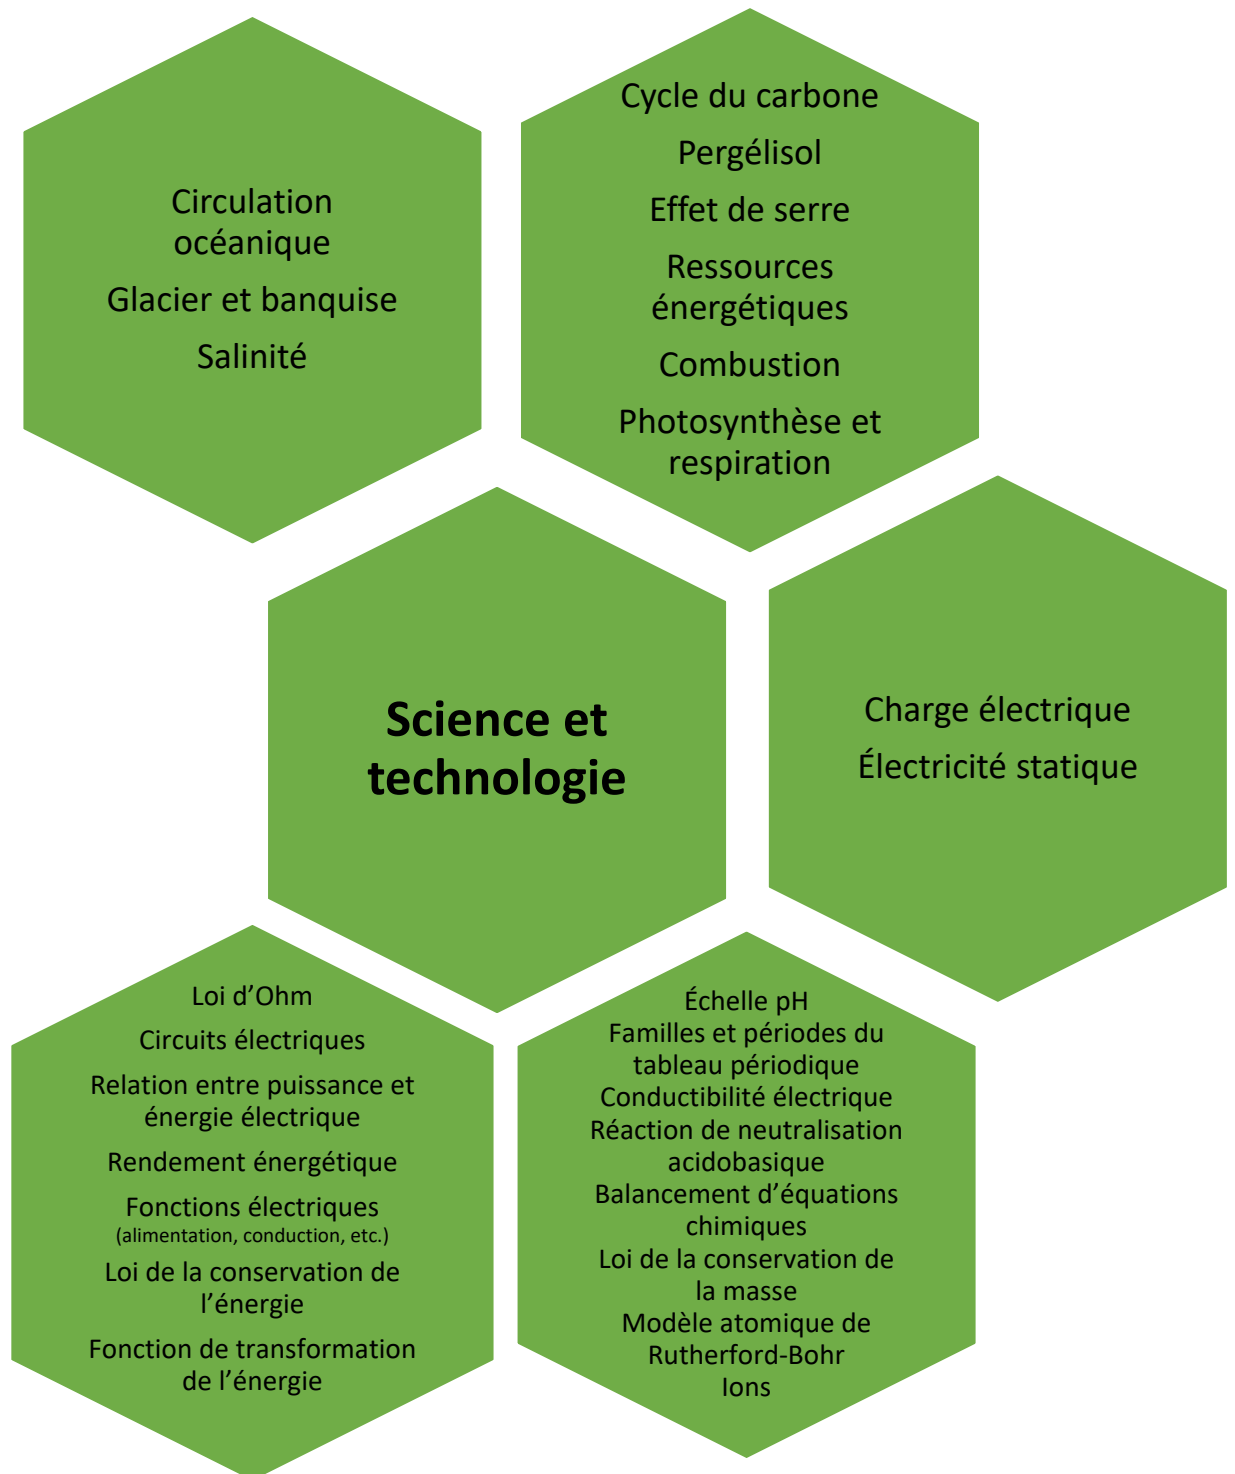 Circulation
océanique
Glacier et banquise
Salinité
Cycle du carbone
Pergélisol
Effet de serre
Ressources
énergétiques
Combustion
Photosynthèse et
respiration
Science et
technologie
Charge électrique
Électricité statique
Loi d’Ohm
Circuits électriques
Relation entre puissance et
énergie électrique
Rendement énergétique
Fonctions électriques
(alimentation, conduction, etc.)
Loi de la conservation de
l’énergie
Fonction de transformation
de l’énergie
Échelle pH
Familles et périodes du
tableau périodique
Conductibilité électrique
Réaction de neutralisation
acidobasique
Balancement d’équations
chimiques
Loi de la conservation de
la masse
Modèle atomique de
Rutherford-Bohr
Ions